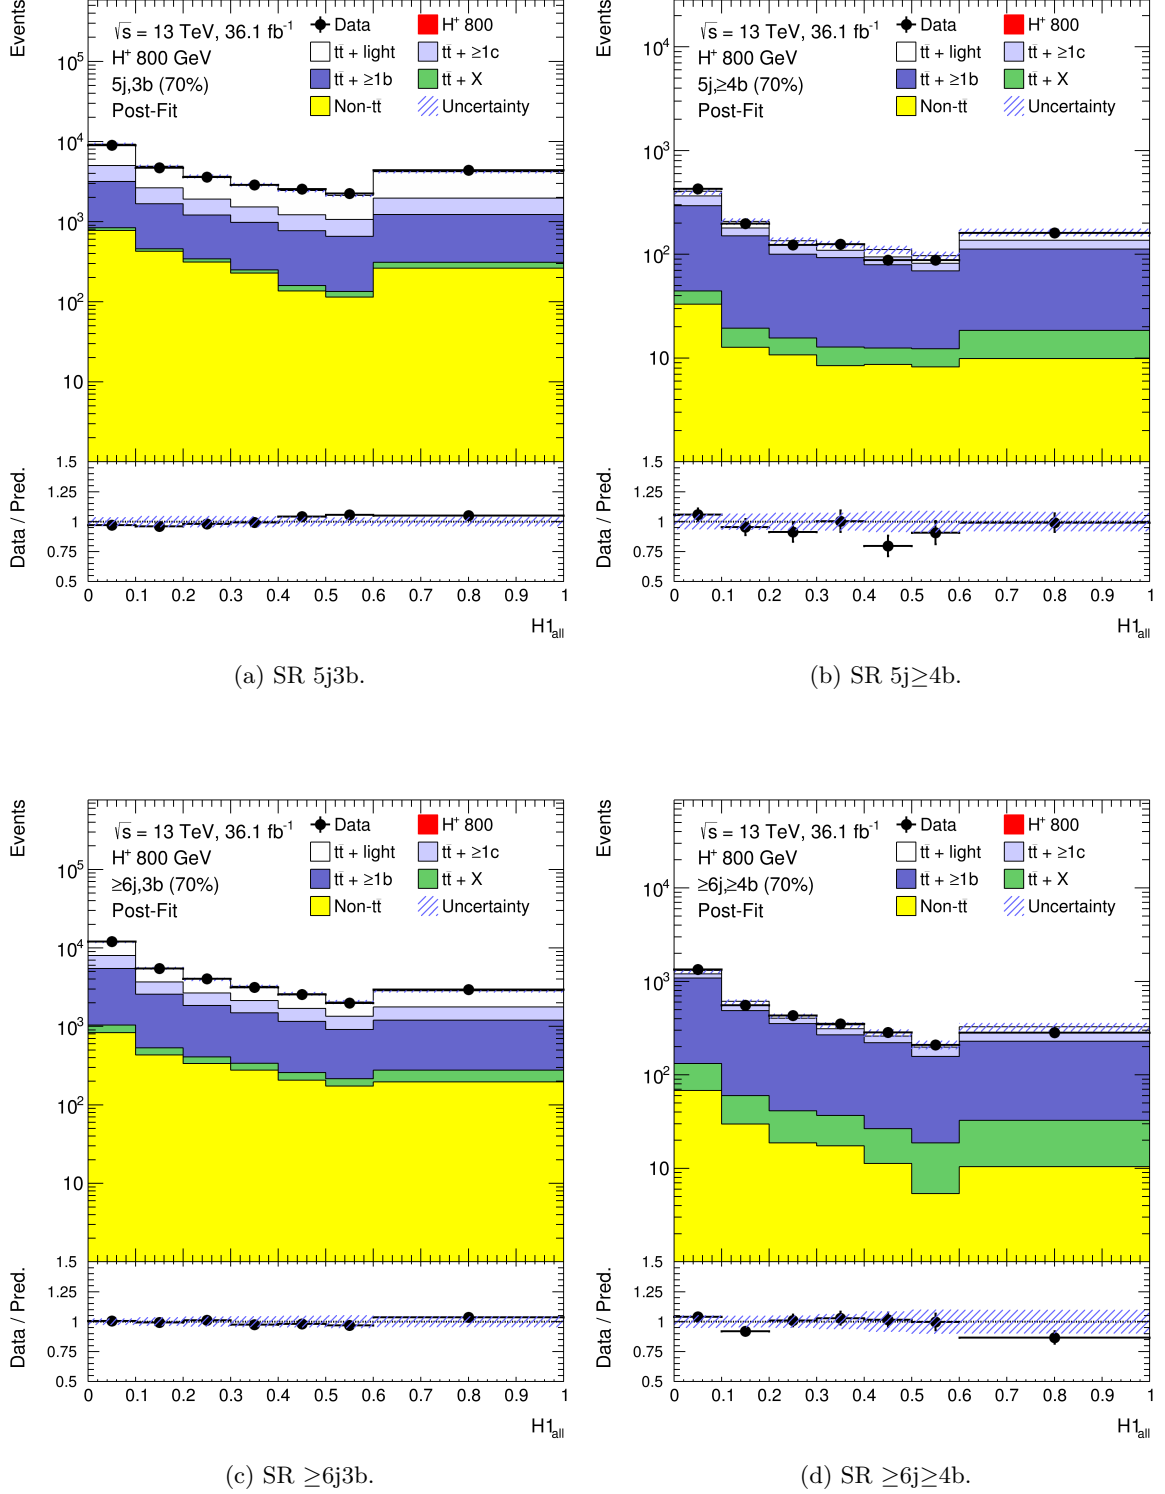 Events
√s = 13 TeV, 36.1 fb⁻¹
H⁺ 800 GeV
5j,3b (70%)
Post-Fit
Data
H⁺ 800
tt̄ + light
tt̄ + ≥1c
tt̄ + ≥1b
tt̄ + X
Non-tt̄
Uncertainty
10⁵
10⁴
10³
10²
10
Data / Pred.
1.5
1.25
1
0.75
0.5
0 0.1 0.2 0.3 0.4 0.5 0.6 0.7 0.8 0.9 1
H1all
(a) SR 5j3b.
Events
√s = 13 TeV, 36.1 fb⁻¹
H⁺ 800 GeV
5j,≥4b (70%)
Post-Fit
Data
H⁺ 800
tt̄ + light
tt̄ + ≥1c
tt̄ + ≥1b
tt̄ + X
Non-tt̄
Uncertainty
10⁴
10³
10²
10
1
Data / Pred.
1.5
1.25
1
0.75
0.5
0 0.1 0.2 0.3 0.4 0.5 0.6 0.7 0.8 0.9 1
H1all
(b) SR 5j≥4b.
Events
√s = 13 TeV, 36.1 fb⁻¹
H⁺ 800 GeV
≥6j,3b (70%)
Post-Fit
Data
H⁺ 800
tt̄ + light
tt̄ + ≥1c
tt̄ + ≥1b
tt̄ + X
Non-tt̄
Uncertainty
10⁵
10⁴
10³
10²
10
Data / Pred.
1.5
1.25
1
0.75
0.5
0 0.1 0.2 0.3 0.4 0.5 0.6 0.7 0.8 0.9 1
H1all
(c) SR ≥6j3b.
Events
√s = 13 TeV, 36.1 fb⁻¹
H⁺ 800 GeV
≥6j,≥4b (70%)
Post-Fit
Data
H⁺ 800
tt̄ + light
tt̄ + ≥1c
tt̄ + ≥1b
tt̄ + X
Non-tt̄
Uncertainty
10⁴
10³
10²
10
Data / Pred.
1.5
1.25
1
0.75
0.5
0 0.1 0.2 0.3 0.4 0.5 0.6 0.7 0.8 0.9 1
H1all
(d) SR ≥6j≥4b.